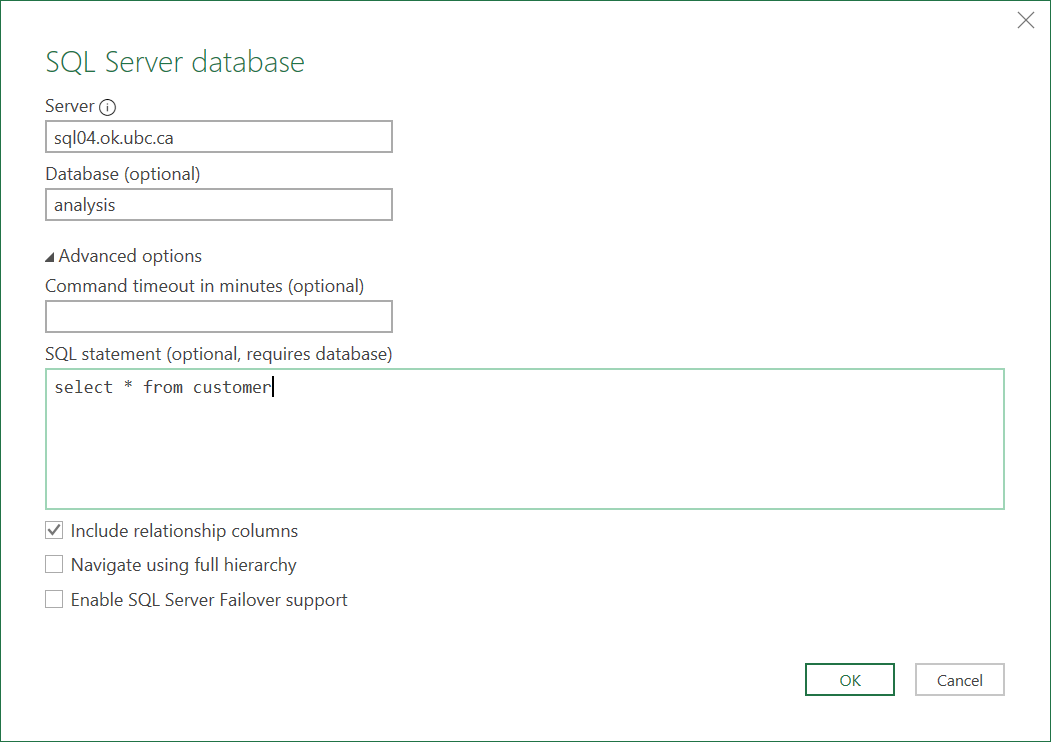 SQL Server database
Server
sql04.ok.ubc.ca
Database (optional)
analysis
Advanced options
Command timeout in minutes (optional)
SQL statement (optional, requires database)
select * from customer
Include relationship columns
Navigate using full hierarchy
Enable SQL Server Failover support
OK
Cancel